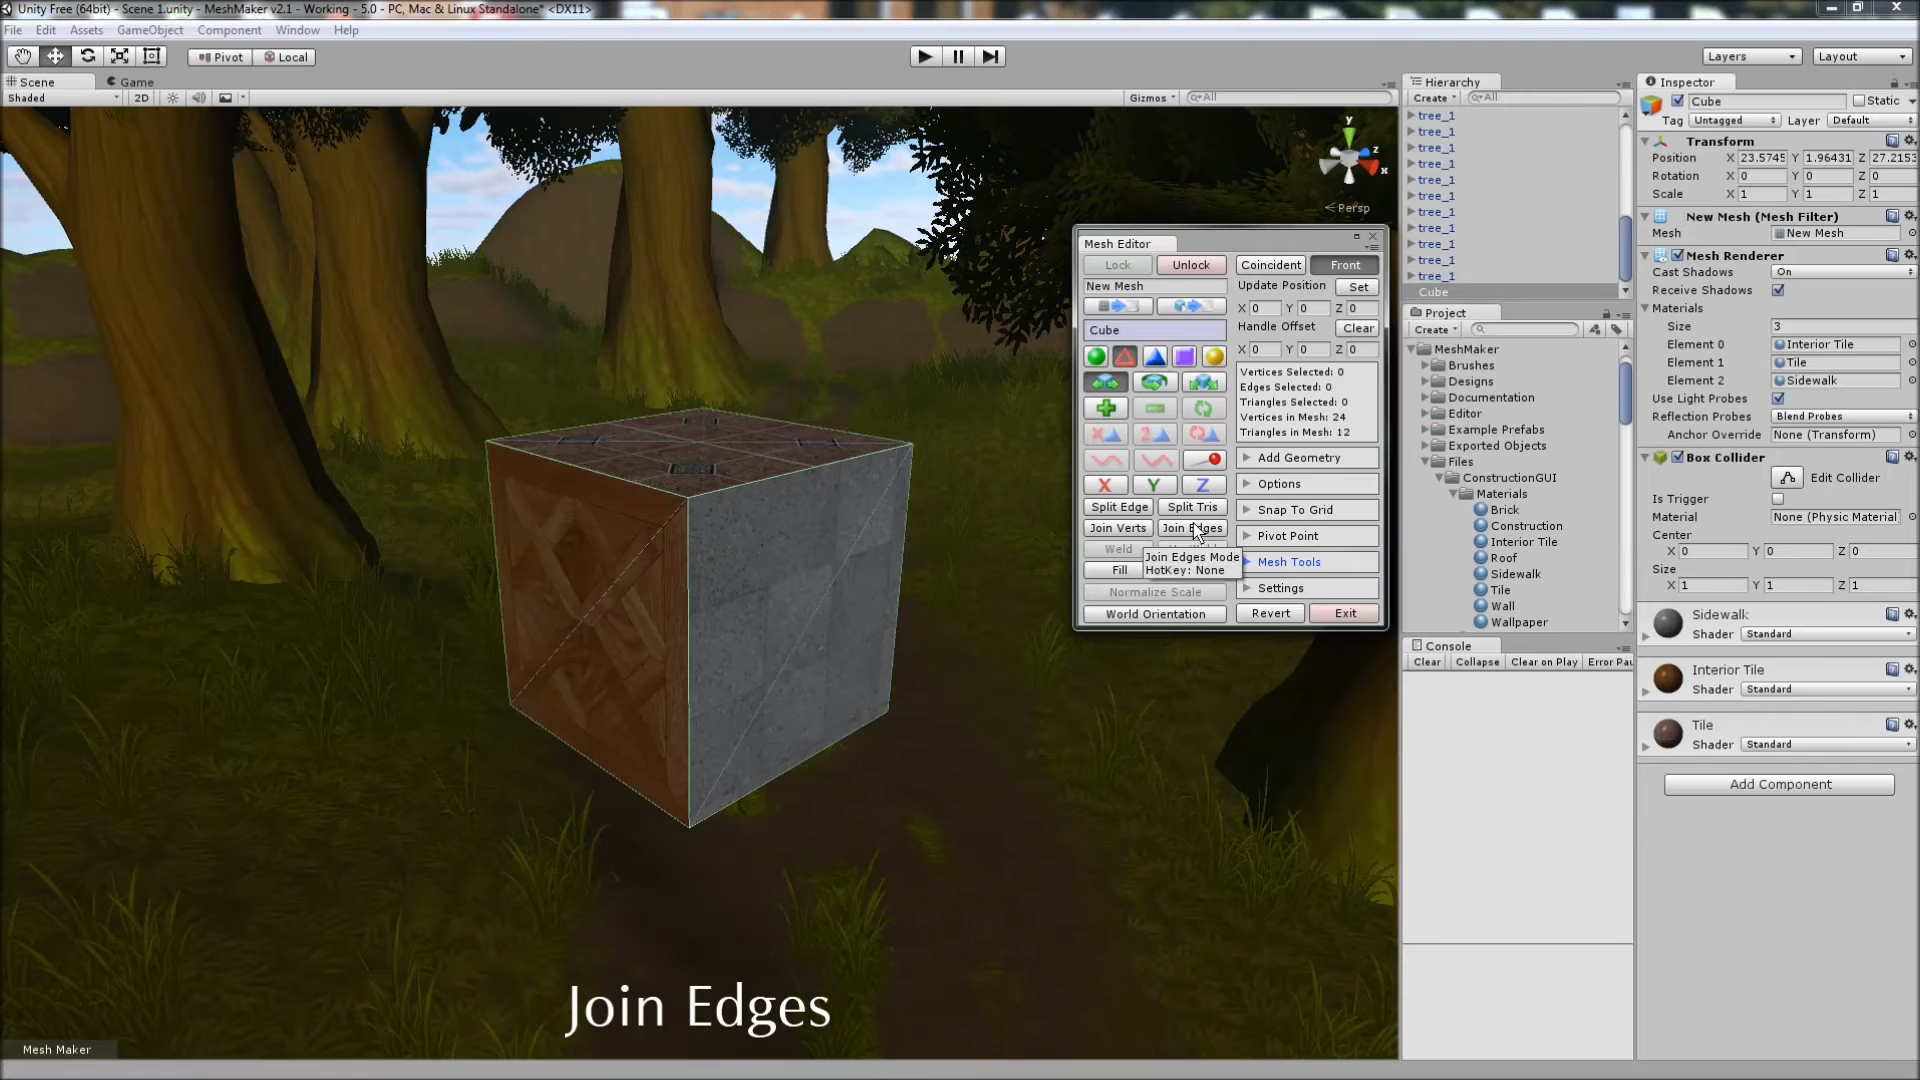 Unity Free (64bit) - Scene 1.unity - MeshMaker v2.1 - Working - 5.0 - PC, Mac & Linux Standalone* <DX11>
File Edit Assets GameObject Component Window Help
Pivot Local
Layers Layout
Scene Game
Shaded 2D Gizmos All
y z x
Persp
Mesh Editor
Lock Unlock Coincident Front
New Mesh Update Position Set
X 0 Y 0 Z 0
Cube Handle Offset Clear
X 0 Y 0 Z 0
Vertices Selected: 0
Edges Selected: 0
Triangles Selected: 0
Vertices in Mesh: 24
Triangles in Mesh: 12
Add Geometry
X Y Z Options
Split Edge Split Tris Snap To Grid
Join Verts Join Edges Pivot Point
Weld
Join Edges Mode
HotKey: None
Mesh Tools
Fill
Normalize Scale Settings
World Orientation Revert Exit
Hierarchy
Create All
tree_1
tree_1
tree_1
tree_1
tree_1
tree_1
tree_1
tree_1
tree_1
tree_1
tree_1
Cube
Project
Create
MeshMaker
Brushes
Designs
Documentation
Editor
Example Prefabs
Exported Objects
Files
ConstructionGUI
Materials
Brick
Construction
Interior Tile
Roof
Sidewalk
Tile
Wall
Wallpaper
Console
Clear Collapse Clear on Play Error Pau
Inspector
Cube Static
Tag Untagged Layer Default
Transform
Position X 23.5745 Y 1.96431 Z 27.2153
Rotation X 0 Y 0 Z 0
Scale X 1 Y 1 Z 1
New Mesh (Mesh Filter)
Mesh New Mesh
Mesh Renderer
Cast Shadows On
Receive Shadows
Materials
Size 3
Element 0 Interior Tile
Element 1 Tile
Element 2 Sidewalk
Use Light Probes
Reflection Probes Blend Probes
Anchor Override None (Transform)
Box Collider
Edit Collider
Is Trigger
Material None (Physic Material
Center
X 0 Y 0 Z 0
Size
X 1 Y 1 Z 1
Sidewalk
Shader Standard
Interior Tile
Shader Standard
Tile
Shader Standard
Add Component
Join Edges
Mesh Maker